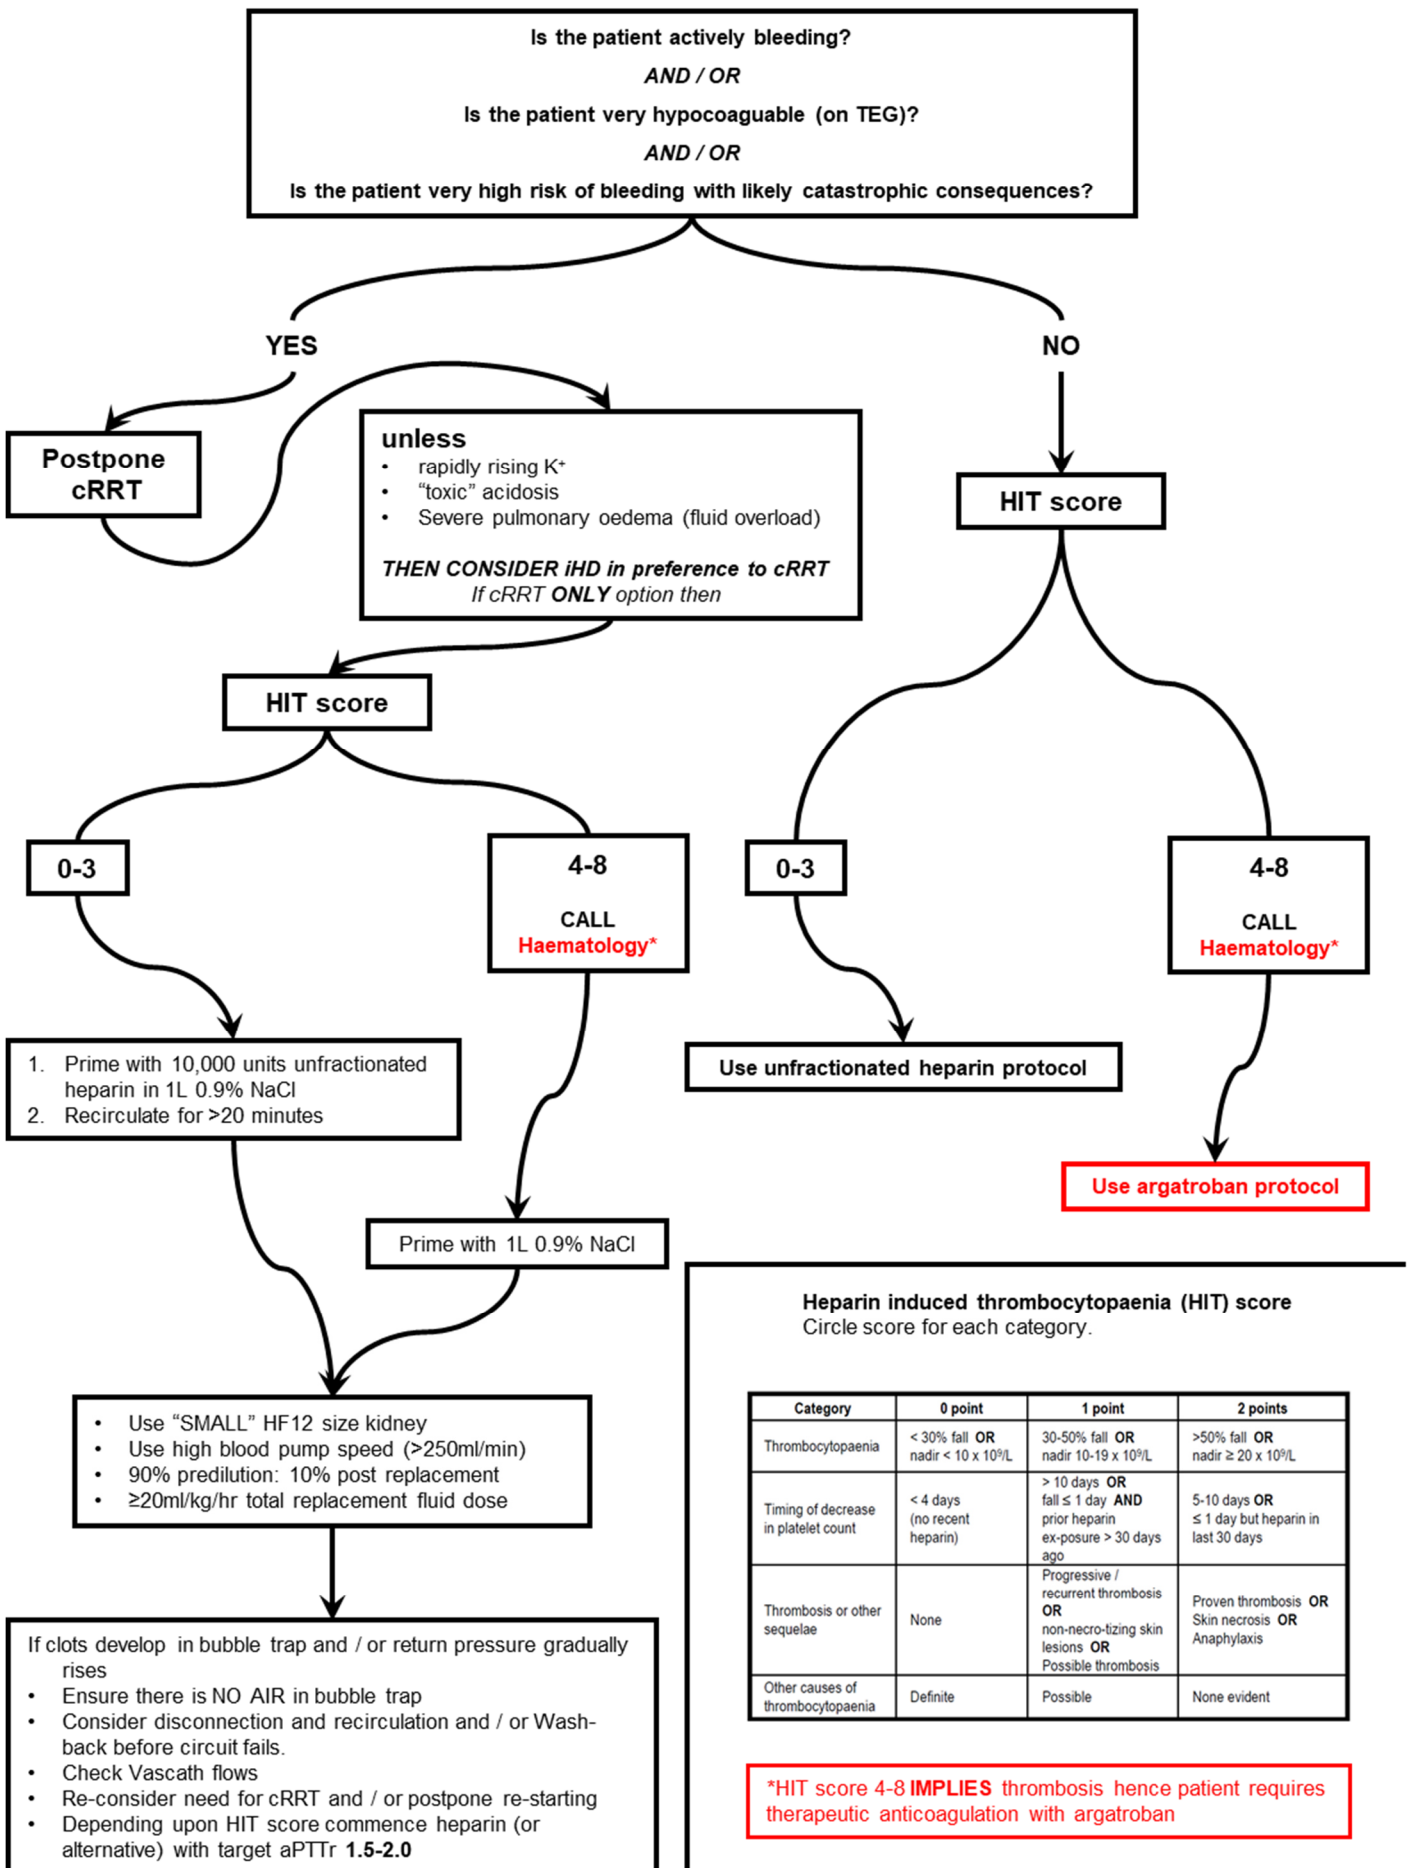 Is the patient actively bleeding?
AND / OR
Is the patient very hypocoaguable (on TEG)?
AND / OR
Is the patient very high risk of bleeding with likely catastrophic consequences?
YES
NO
Postpone
cRRT
unless
• rapidly rising K⁺
• “toxic” acidosis
• Severe pulmonary oedema (fluid overload)
THEN CONSIDER iHD in preference to cRRT
If cRRT ONLY option then
HIT score
HIT score
0-3
4-8
CALL
Haematology*
0-3
4-8
CALL
Haematology*
1. Prime with 10,000 units unfractionated
heparin in 1L 0.9% NaCl
2. Recirculate for >20 minutes
Use unfractionated heparin protocol
Use argatroban protocol
Prime with 1L 0.9% NaCl
• Use “SMALL” HF12 size kidney
• Use high blood pump speed (>250ml/min)
• 90% predilution: 10% post replacement
• ≥20ml/kg/hr total replacement fluid dose
If clots develop in bubble trap and / or return pressure gradually
rises
• Ensure there is NO AIR in bubble trap
• Consider disconnection and recirculation and / or Wash-
back before circuit fails.
• Check Vascath flows
• Re-consider need for cRRT and / or postpone re-starting
• Depending upon HIT score commence heparin (or
alternative) with target aPTTr 1.5-2.0
Heparin induced thrombocytopaenia (HIT) score
Circle score for each category.
Category
0 point
1 point
2 points
Thrombocytopaenia
< 30% fall OR
nadir < 10 x 10⁹/L
30-50% fall OR
nadir 10-19 x 10⁹/L
>50% fall OR
nadir ≥ 20 x 10⁹/L
Timing of decrease
in platelet count
< 4 days
(no recent
heparin)
> 10 days OR
fall ≤ 1 day AND
prior heparin
ex-posure > 30 days
ago
5-10 days OR
≤ 1 day but heparin in
last 30 days
Thrombosis or other
sequelae
None
Progressive /
recurrent thrombosis
OR
non-necro-tizing skin
lesions OR
Possible thrombosis
Proven thrombosis OR
Skin necrosis OR
Anaphylaxis
Other causes of
thrombocytopaenia
Definite
Possible
None evident
*HIT score 4-8 IMPLIES thrombosis hence patient requires
therapeutic anticoagulation with argatroban